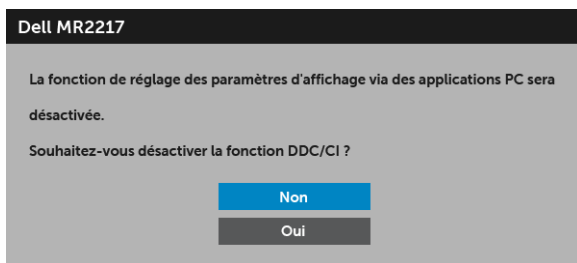 Dell MR2217
La fonction de réglage des paramètres d'affichage via des applications PC sera
désactivée.
Souhaitez-vous désactiver la fonction DDC/CI ?
Non
Oui